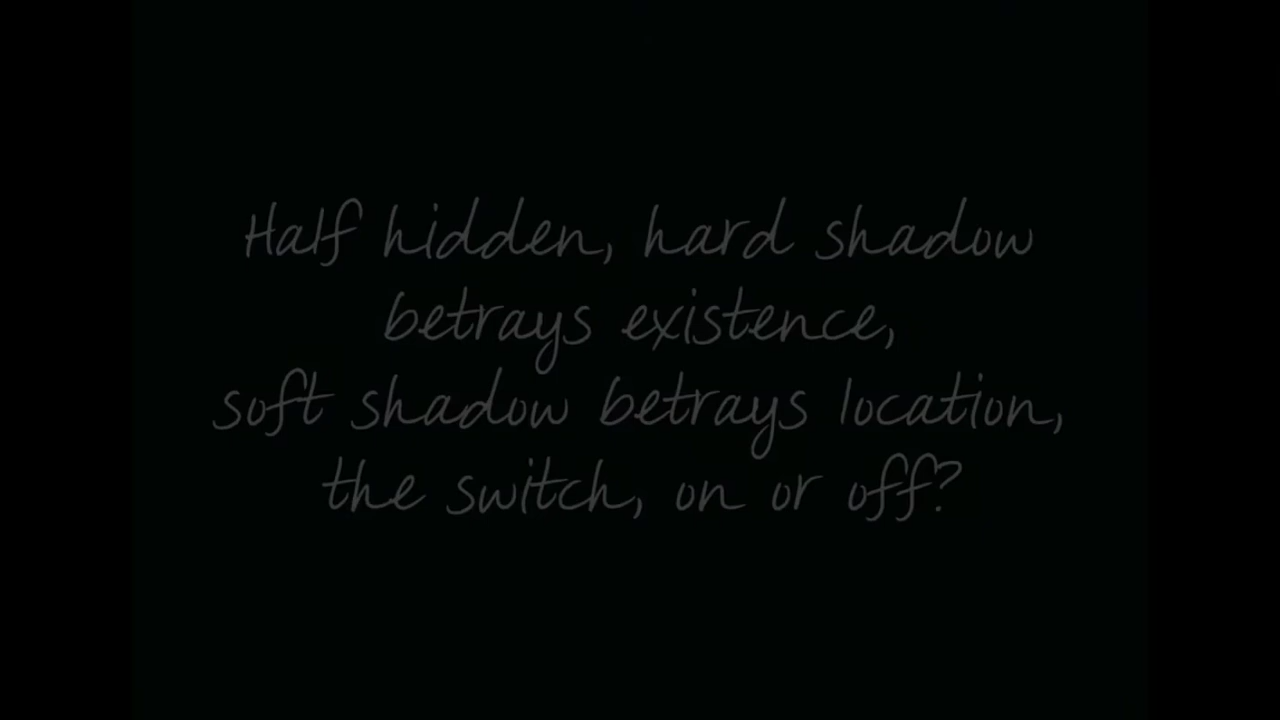 Half hidden, hard shadow
betrays existence,
soft shadow betrays location,
the switch, on or off?